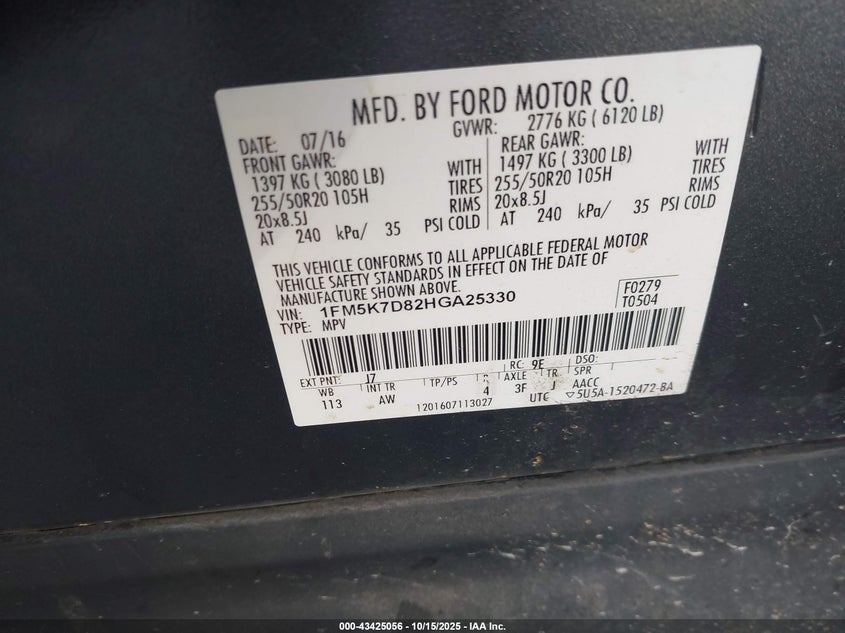 MFD. BY FORD MOTOR CO.
DATE: 07/16
GVWR: 2776 KG ( 6120 LB)
FRONT GAWR:
1397 KG ( 3080 LB) WITH
255/50R20 105H TIRES
20x8.5J RIMS
AT 240 kPa/ 35 PSI COLD
REAR GAWR: WITH
1497 KG ( 3300 LB) TIRES
255/50R20 105H RIMS
20x8.5J
AT 240 kPa/ 35 PSI COLD
THIS VEHICLE CONFORMS TO ALL APPLICABLE FEDERAL MOTOR
VEHICLE SAFETY STANDARDS IN EFFECT ON THE DATE OF
MANUFACTURE SHOWN ABOVE.
VIN: 1FM5K7D82HGA25330
TYPE: MPV
F0279
T0504
EXT PNT: J7 RC: 9E DSO:
WB INT TR TP/PS R AXLE TR SPR
113 AW 4 3F J AACC
1201607113027 UTC ▽5U5A-1520472-BA
000-43425056 - 10/15/2025 - IAA Inc.